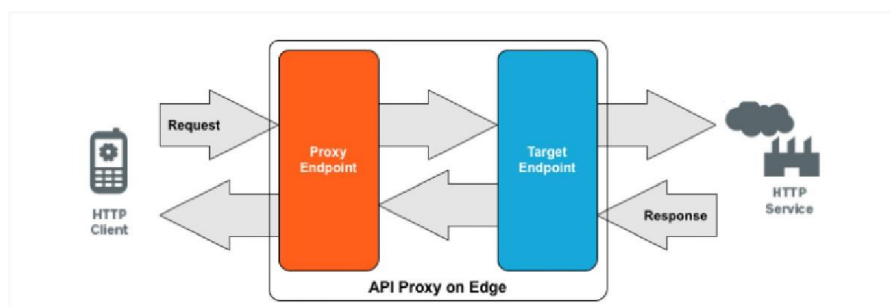 Request
Proxy
Endpoint
Target
Endpoint
HTTP
Client
Response
HTTP
Service
API Proxy on Edge